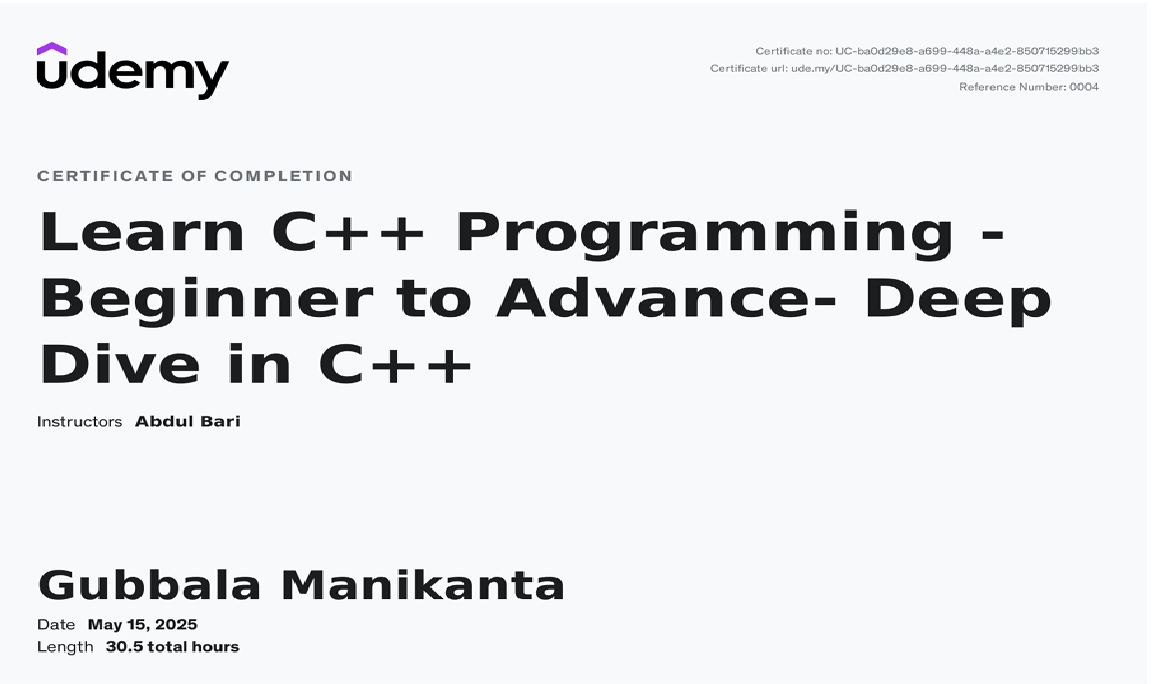 udemy
Certificate no: UC-ba0d29e8-a699-448a-a4e2-850715299bb3
Certificate url: ude.my/UC-ba0d29e8-a699-448a-a4e2-850715299bb3
Reference Number: 0004
CERTIFICATE OF COMPLETION
Learn C++ Programming -
Beginner to Advance- Deep
Dive in C++
Instructors Abdul Bari
Gubbala Manikanta
Date May 15, 2025
Length 30.5 total hours